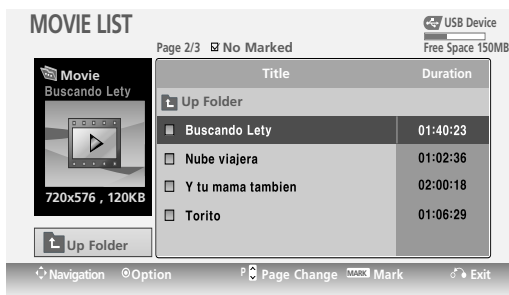 MOVIE LIST
USB Device
Page 2/3 No Marked
Free Space 150MB
Movie
Buscando Lety
720x576 , 120KB
Up Folder
Title Duration
Up Folder
Buscando Lety 01:40:23
Nube viajera 01:02:36
Y tu mama tambien 02:00:18
Torito 01:06:29
Navigation Option P Page Change MARK Mark Exit